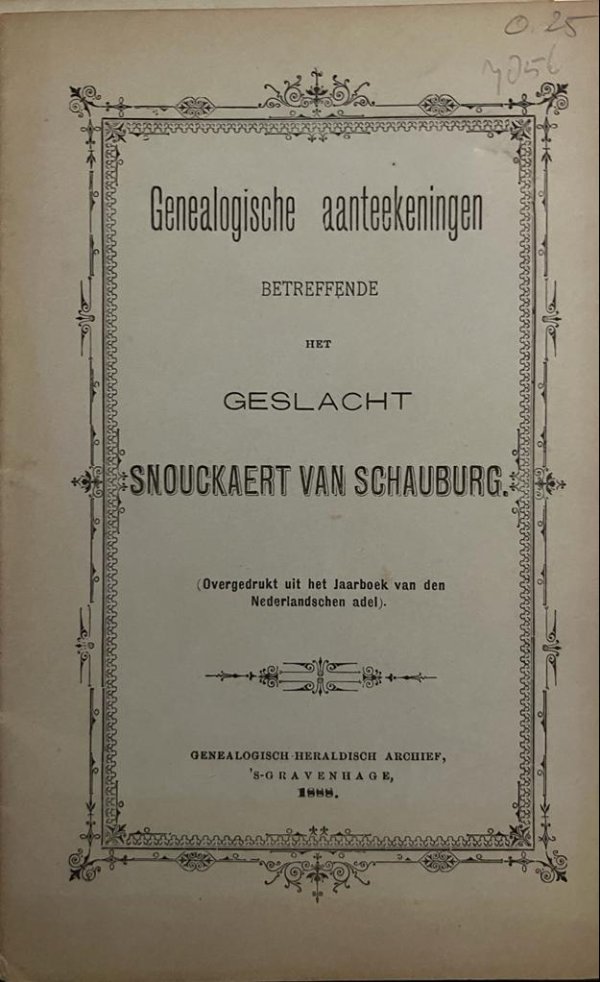 0.25
Genealogische aanteekeningen
BETREFFENDE
HET
GESLACHT
SNOUCKAERT VAN SCHAUBURG.
(Overgedrukt uit het Jaarboek van den
Nederlandschen adel).
GENEALOGISCH-HERALDISCH ARCHIEF,
'S-GRAVENHAGE,
1888.